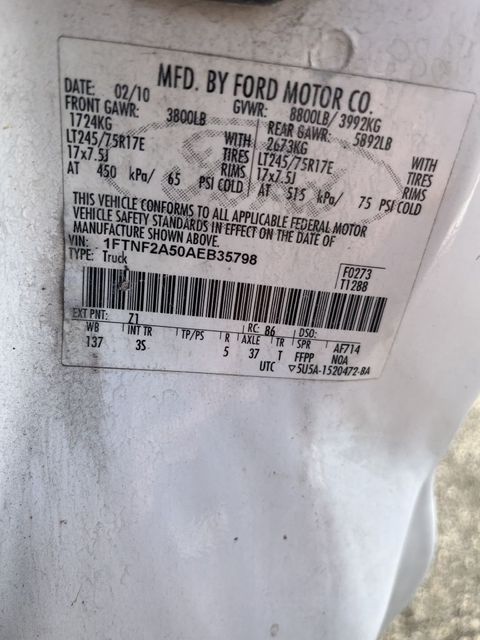 MFD. BY FORD MOTOR CO.
DATE: 02/10 GVWR: 8800LB/ 3992KG
FRONT GAWR: 3800LB REAR GAWR: 5892LB
1724KG WITH 2673KG WITH
LT245/75R17E TIRES LT245/75R17E TIRES
17x7.5J RIMS 17x7.5J RIMS
AT 450 kPa/ 65 PSI COLD AT 515 kPa/ 75 PSI COLD
THIS VEHICLE CONFORMS TO ALL APPLICABLE FEDERAL MOTOR
VEHICLE SAFETY STANDARDS IN EFFECT ON THE DATE OF
MANUFACTURE SHOWN ABOVE.
VIN: 1FTNF2A50AEB35798
TYPE: Truck
F0273
T1288
EXT PNT: Z1 RC: B6 DSO:
WB INT TR TP/PS R AXLE TR SPR AF714
137 3S 5 37 T FFPP NOA
UTC ▽5U5A-1520472-BA